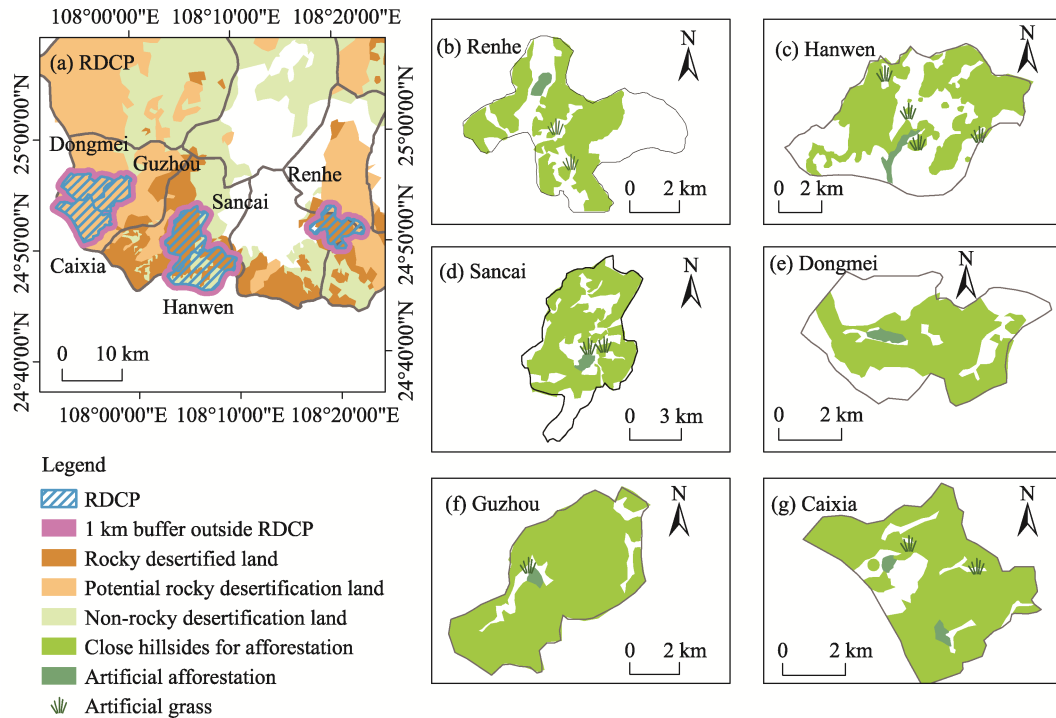 108°00'00"E
108°10'00"E
108°20'00"E
(a) RDCP
25°00'00"N
24°50'00"N
24°40'00"N
25°00'00"N
24°50'00"N
24°40'00"N
Dongmei
Guzhou
Renhe
Sancai
Caixia
Hanwen
0 10 km
108°00'00"E
108°10'00"E
108°20'00"E
(b) Renhe
N
0 2 km
(c) Hanwen
N
0 2 km
(d) Sancai
N
0 3 km
(e) Dongmei
N
0 2 km
Legend
RDCP
1 km buffer outside RDCP
Rocky desertified land
Potential rocky desertification land
Non-rocky desertification land
Close hillsides for afforestation
Artificial afforestation
Artificial grass
(f) Guzhou
N
0 2 km
(g) Caixia
N
0 2 km